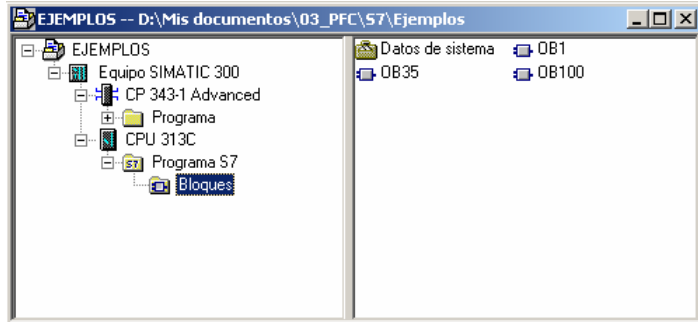 EJEMPLOS -- D:\Mis documentos\03_PFC\S7\Ejemplos
EJEMPLOS
Equipo SIMATIC 300
CP 343-1 Advanced
Programa
CPU 313C
Programa S7
Bloques
Datos de sistema OB1
OB35 OB100